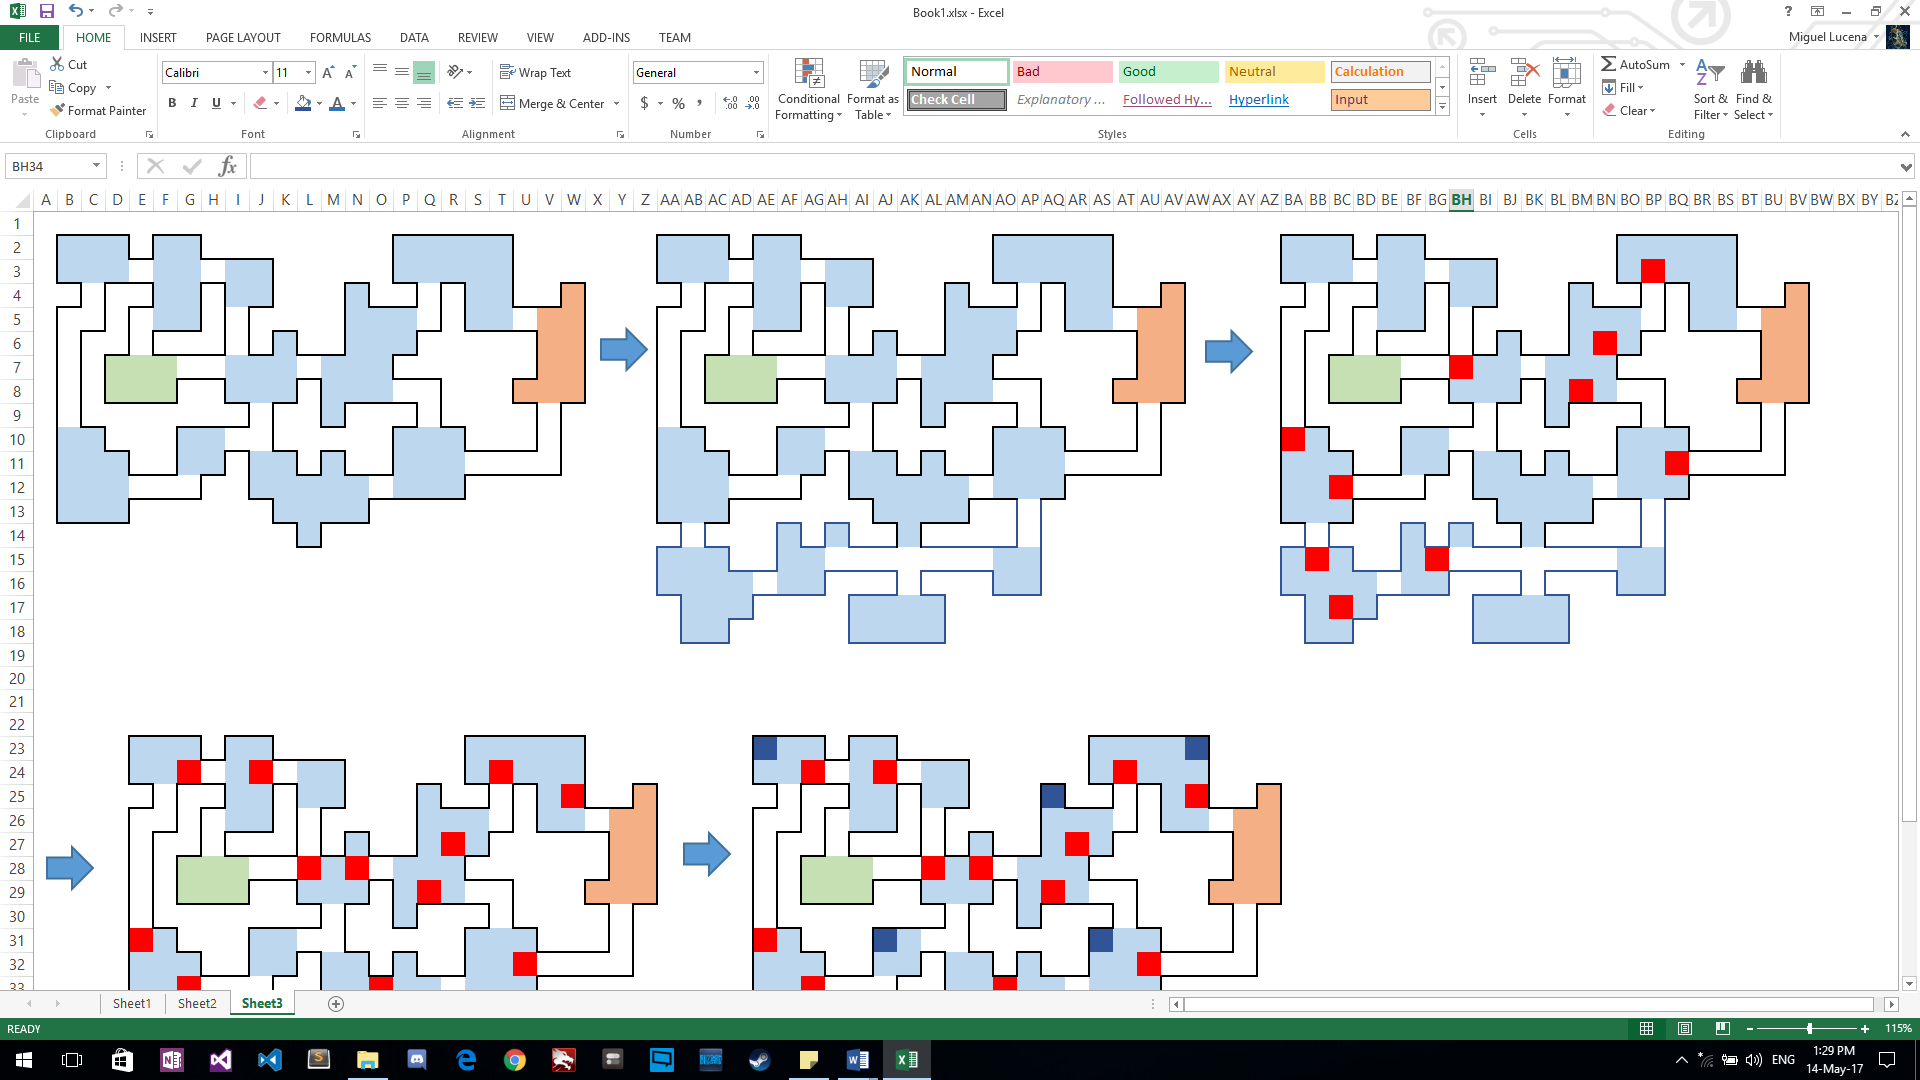 Book1.xlsx - Excel
FILE HOME INSERT PAGE LAYOUT FORMULAS DATA REVIEW VIEW ADD-INS TEAM Miguel Lucena
Paste Cut Copy Format Painter Clipboard
Calibri 11 B I U A A A Font
Wrap Text Merge & Center Alignment
General $ % , Number
Conditional Formatting Format as Table
Normal Bad Good Neutral Calculation
Check Cell Explanatory ... Followed Hy... Hyperlink Input
Styles
Insert Delete Format Cells
AutoSum Fill Clear Sort & Filter Find & Select Editing
BH34 fx
A B C D E F G H I J K L M N O P Q R S T U V W X Y Z AA AB AC AD AE AF AG AH AI AJ AK AL AM AN AO AP AQ AR AS AT AU AV AW AX AY AZ BA BB BC BD BE BF BG BH BI BJ BK BL BM BN BO BP BQ BR BS BT BU BV BW BX BY BZ
1
2
3
4
5
6
7
8
9
10
11
12
13
14
15
16
17
18
19
20
21
22
23
24
25
26
27
28
29
30
31
32
33
Sheet1 Sheet2 Sheet3
READY 115%
ENG 1:29 PM
14-May-17